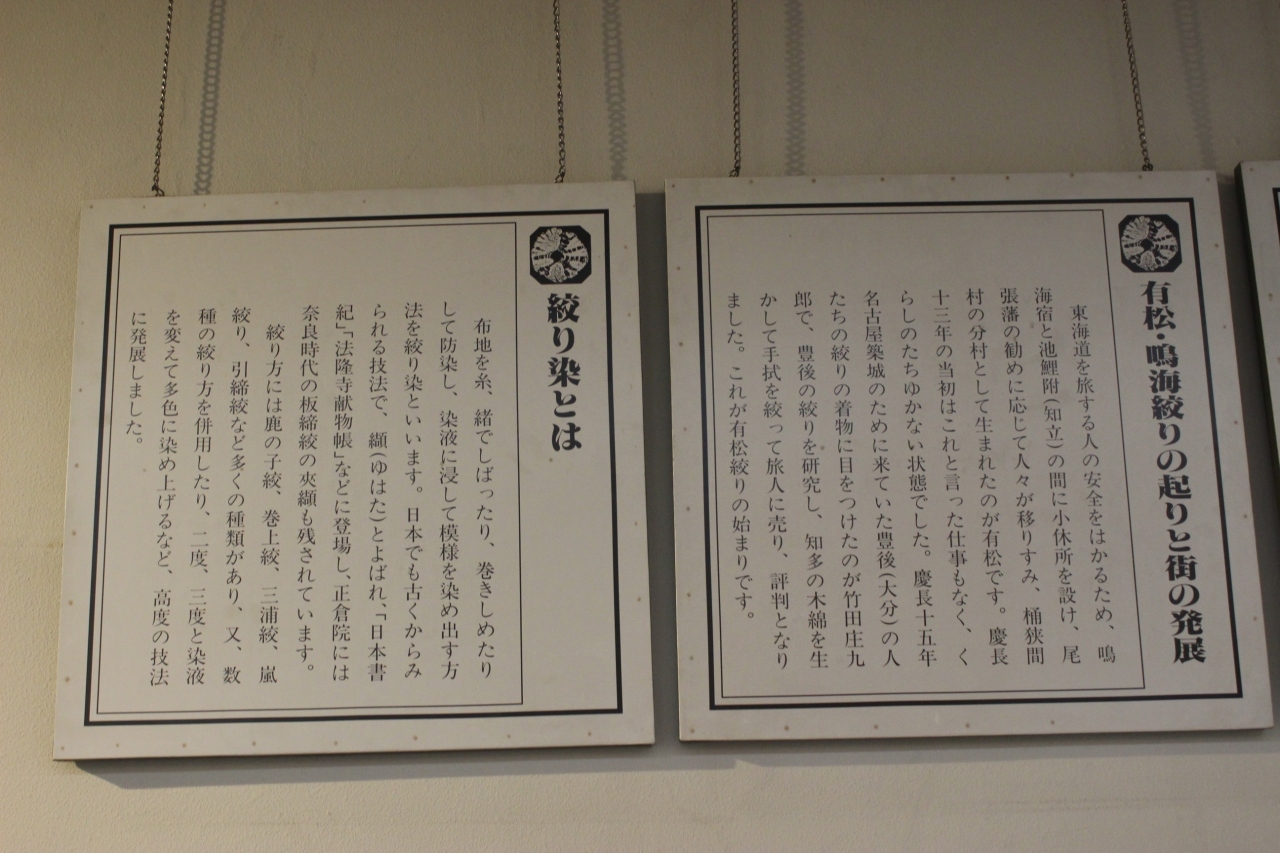 有松・鳴海絞りの起りと街の発展
東海道を旅する人の安全をはかるため、鳴
海宿と池鯉附(知立)の間に小休所を設け、尾
張藩の勧めに応じて人々が移りすみ、桶狭間
村の分村として生まれたのが有松です。慶長
十三年の当初はこれと言った仕事もなく、く
らしのたちゆかない状態でした。慶長十五年
名古屋築城のために来ていた豊後(大分)の人
たちの絞りの着物に目をつけたのが竹田庄九
郎で、豊後の絞りを研究し、知多の木綿を生
かして手拭を絞って旅人に売り、評判となり
ました。これが有松絞りの始まりです。
絞り染とは
布地を糸、緒でしばったり、巻きしめたり
して防染し、染液に浸して模様を染め出す方
法を絞り染といいます。日本でも古くからみ
られる技法で、纈(ゆはた)とよばれ、「日本書
紀」「法隆寺献物帳」などに登場し、正倉院には
奈良時代の板締絞の夾纈も残されています。
絞り方には鹿の子絞、巻上絞、三浦絞、嵐
絞り、引締絞など多くの種類があり、又、数
種の絞り方を併用したり、二度、三度と染液
を変えて多色に染め上げるなど、高度の技法
に発展しました。